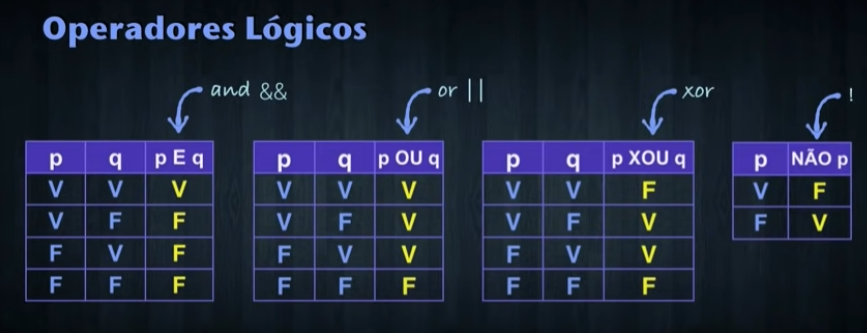 Operadores Lógicos
and && or || xor !
p q p E q p q p OU q p q p XOU q p NÃO p
V V V V V V V V F V F
V F F V F V V F V F V
F V F F V V F V V
F F F F F F F F F